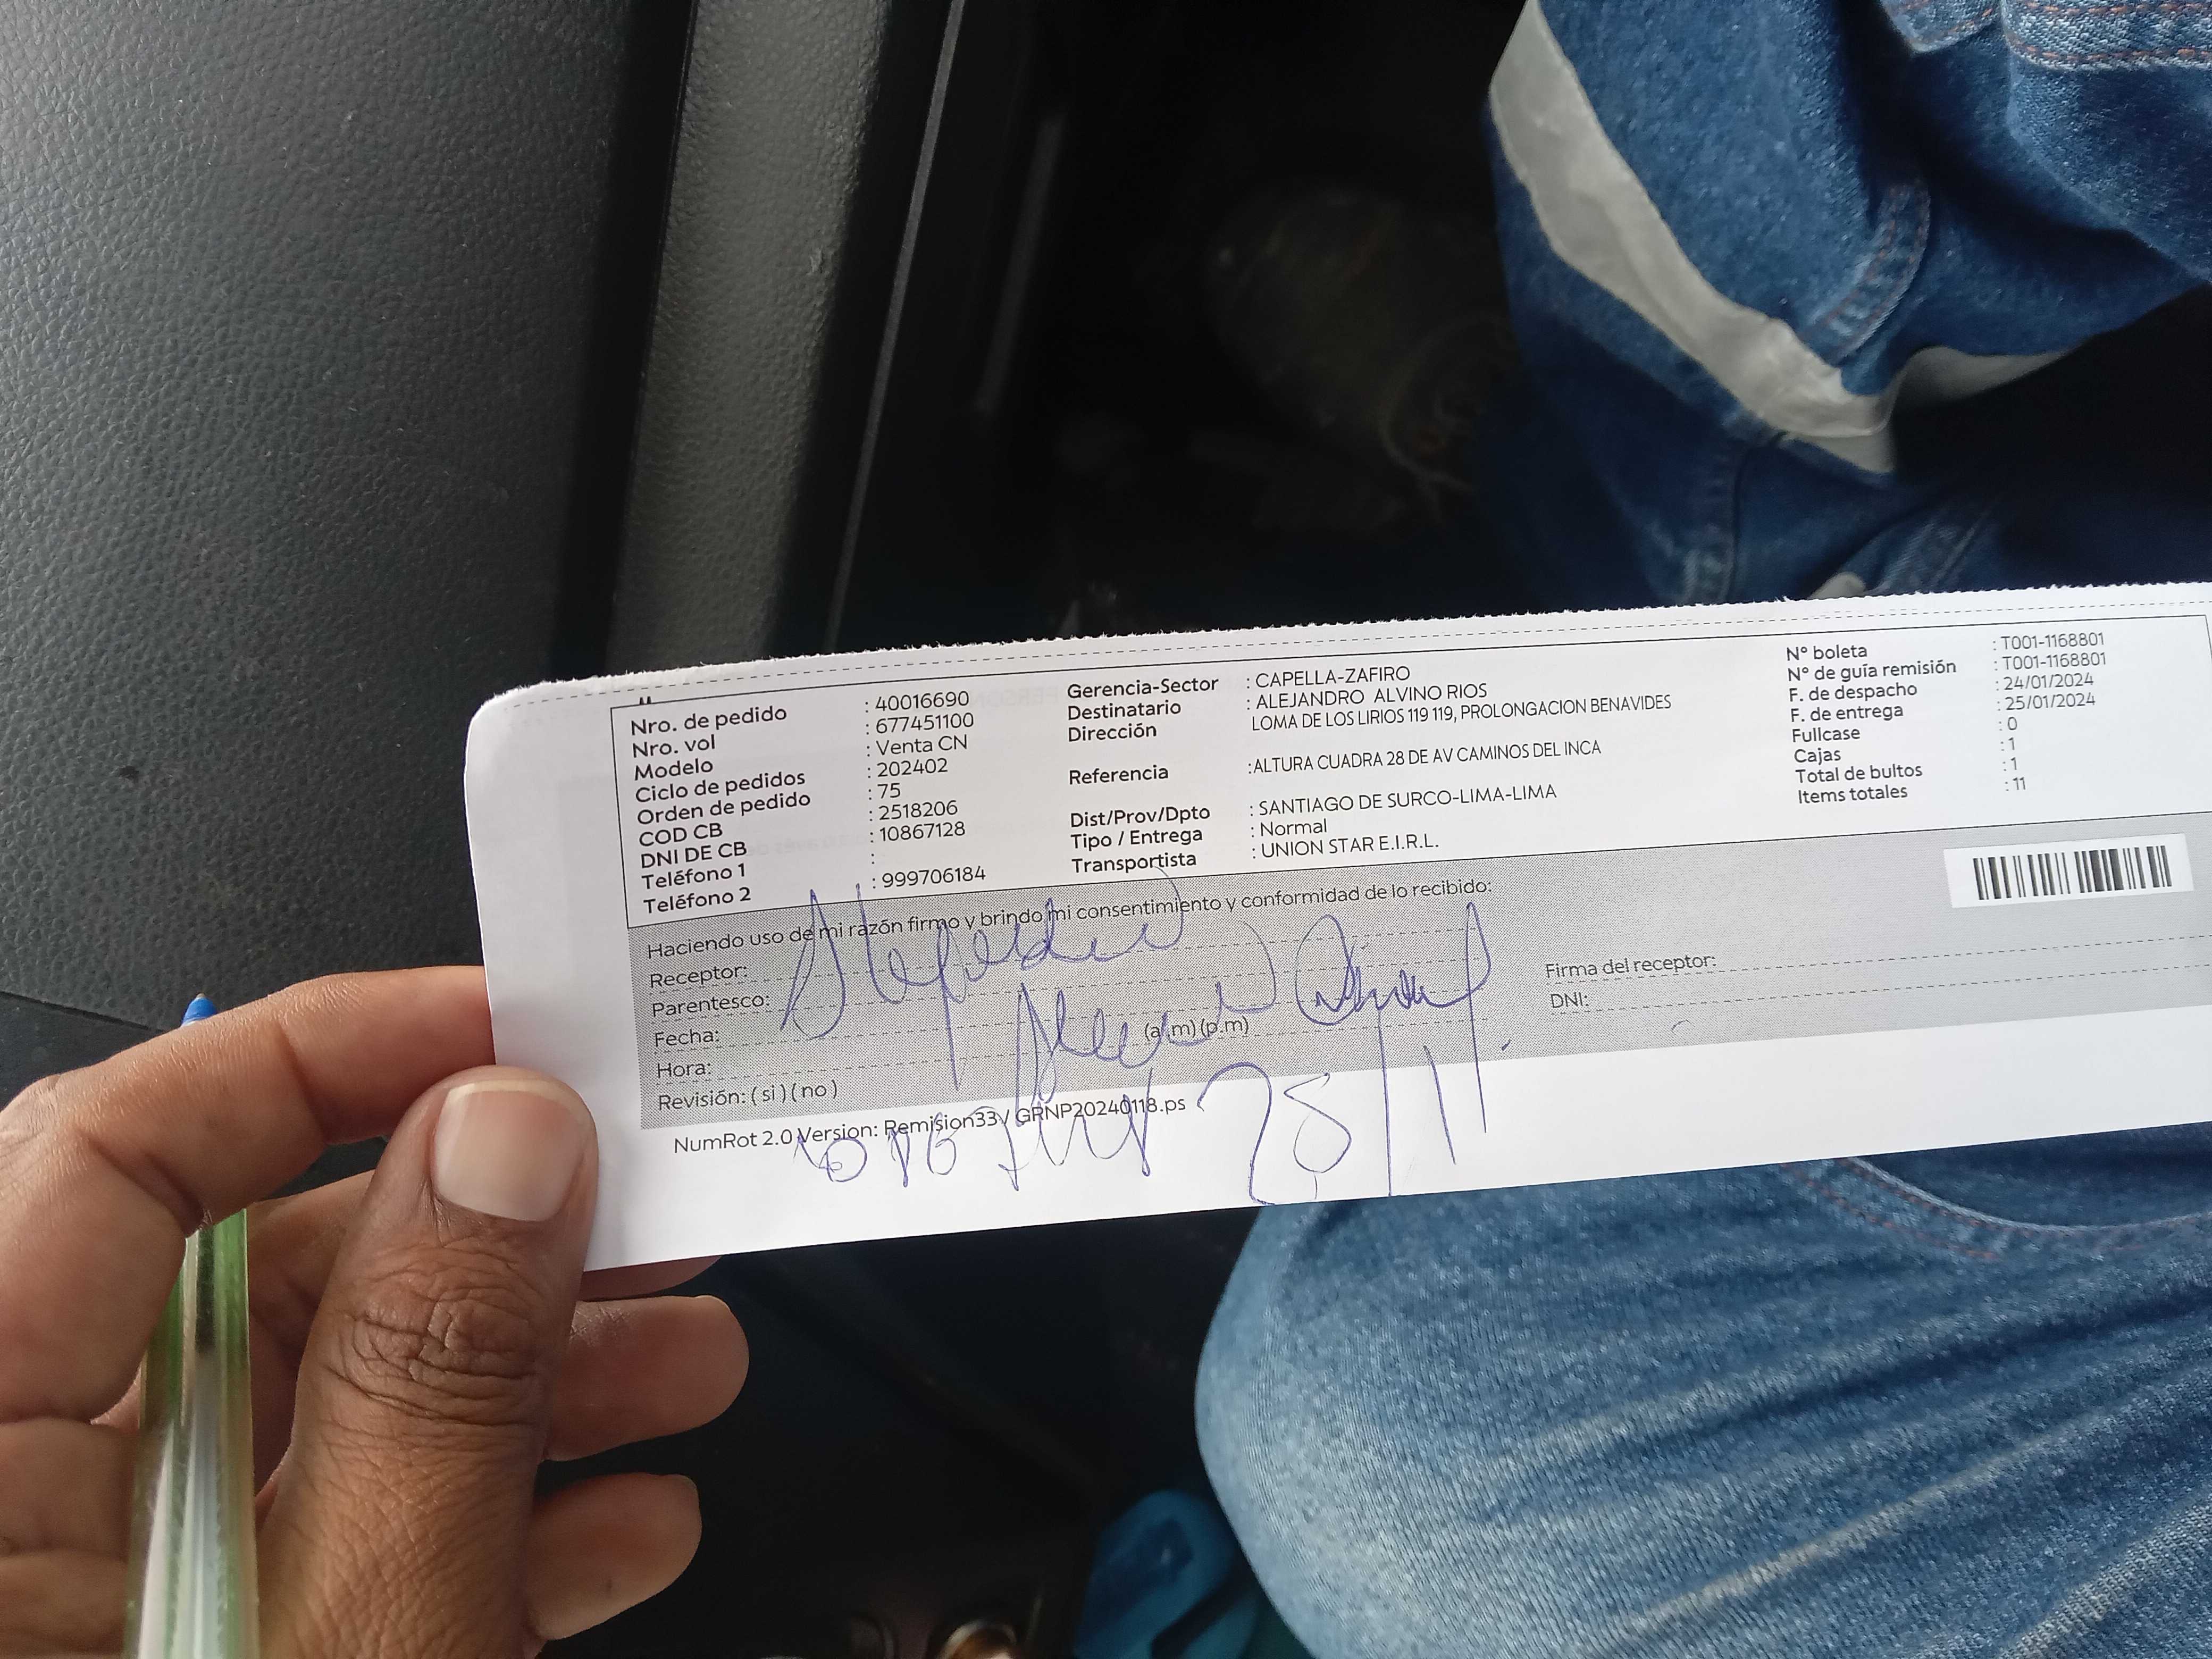 Nro. de pedido : 40016690
Nro. vol : 677451100
Modelo : Venta CN
Ciclo de pedidos : 202402
Orden de pedido : 75
COD CB : 2518206
DNI DE CB : 10867128
Teléfono 1 :
Teléfono 2 : 999706184
Gerencia-Sector : CAPELLA-ZAFIRO
Destinatario : ALEJANDRO ALVINO RIOS
Dirección LOMA DE LOS LIRIOS 119 119, PROLONGACION BENAVIDES
Referencia :ALTURA CUADRA 28 DE AV CAMINOS DEL INCA
Dist/Prov/Dpto : SANTIAGO DE SURCO-LIMA-LIMA
Tipo / Entrega : Normal
Transportista : UNION STAR E.I.R.L.
Nº boleta : T001-1168801
Nº de guía remisión : T001-1168801
F. de despacho : 24/01/2024
F. de entrega : 25/01/2024
Fullcase : 0
Cajas : 1
Total de bultos : 1
Items totales : 11
Haciendo uso de mi razón firmo y brindo mi consentimiento y conformidad de lo recibido:
Receptor:
Parentesco:
Fecha:
Hora: (a.m) (p.m)
Revisión: ( si ) ( no )
Firma del receptor:
DNI:
NumRot 2.0 Version: Remision33 / GRNP20240118.ps